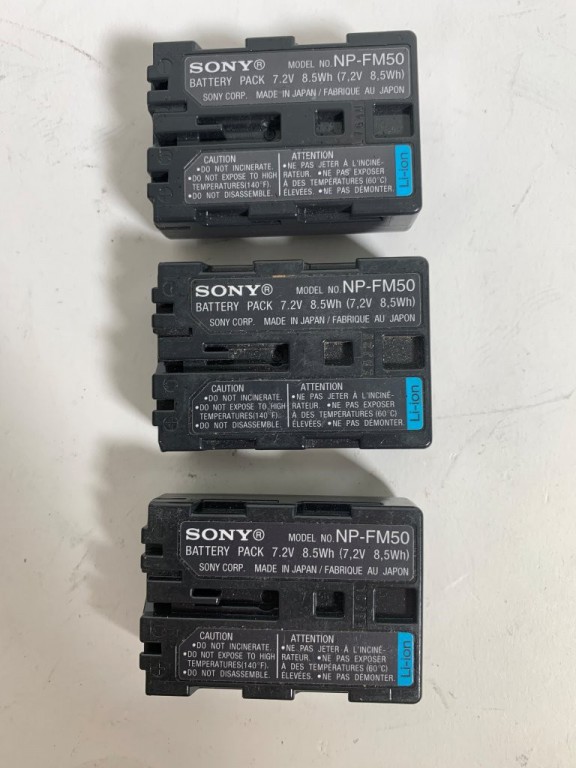 SONY® MODEL NO. NP-FM50
BATTERY PACK 7.2V 8.5Wh (7,2V 8,5Wh)
SONY CORP. MADE IN JAPAN / FABRIQUE AU JAPON
CAUTION
•DO NOT INCINERATE.
•DO NOT EXPOSE TO HIGH
TEMPERATURES(140°F).
•DO NOT DISASSEMBLE.
ATTENTION
•NE PAS JETER À L'INCINÉ-
RATEUR. •NE PAS EXPOSER
À DES TEMPÉRATURES (60°C)
ÉLEVÉES. •NE PAS DÉMONTER.
Li-ion
SONY® MODEL NO. NP-FM50
BATTERY PACK 7.2V 8.5Wh (7,2V 8,5Wh)
SONY CORP. MADE IN JAPAN / FABRIQUE AU JAPON
CAUTION
•DO NOT INCINERATE.
•DO NOT EXPOSE TO HIGH
TEMPERATURES(140°F).
•DO NOT DISASSEMBLE.
ATTENTION
•NE PAS JETER À L'INCINÉ-
RATEUR. •NE PAS EXPOSER
À DES TEMPÉRATURES (60°C)
ÉLEVÉES. •NE PAS DÉMONTER
Li-ion
SONY® MODEL NO. NP-FM50
BATTERY PACK 7.2V 8.5Wh (7,2V 8,5Wh)
SONY CORP. MADE IN JAPAN / FABRIQUE AU JAPON
CAUTION
•DO NOT INCINERATE.
•DO NOT EXPOSE TO HIGH
TEMPERATURES(140°F).
•DO NOT DISASSEMBLE.
ATTENTION
•NE PAS JETER À L'INCINÉ-
RATEUR. •NE PAS EXPOSER
À DES TEMPÉRATURES (60°C)
ÉLEVÉES. •NE PAS DÉMONTER.
Li-ion